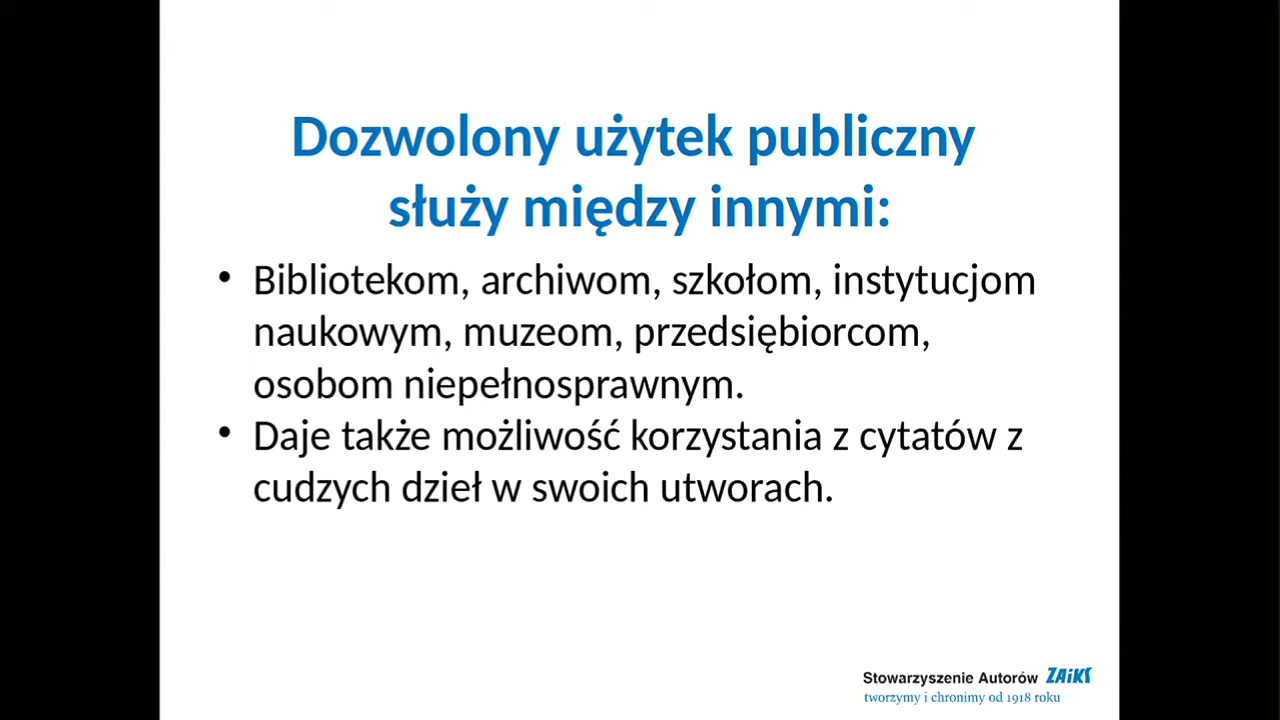 Dozwolony użytek publiczny
służy między innymi:
• Bibliotekom, archiwom, szkołom, instytucjom
naukowym, muzeom, przedsiębiorcom,
osobom niepełnosprawnym.
• Daje także możliwość korzystania z cytatów z
cudzych dzieł w swoich utworach.
Stowarzyszenie Autorów ZAiKS
tworzymy i chronimy od 1918 roku